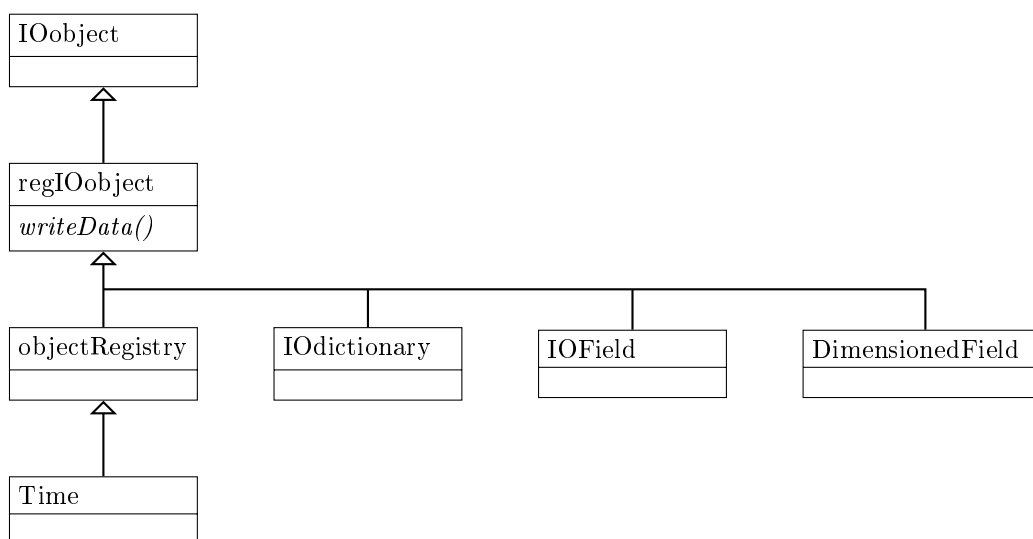 IOobject
regIOobject
writeData()
objectRegistry
IOdictionary
IOField
DimensionedField
Time